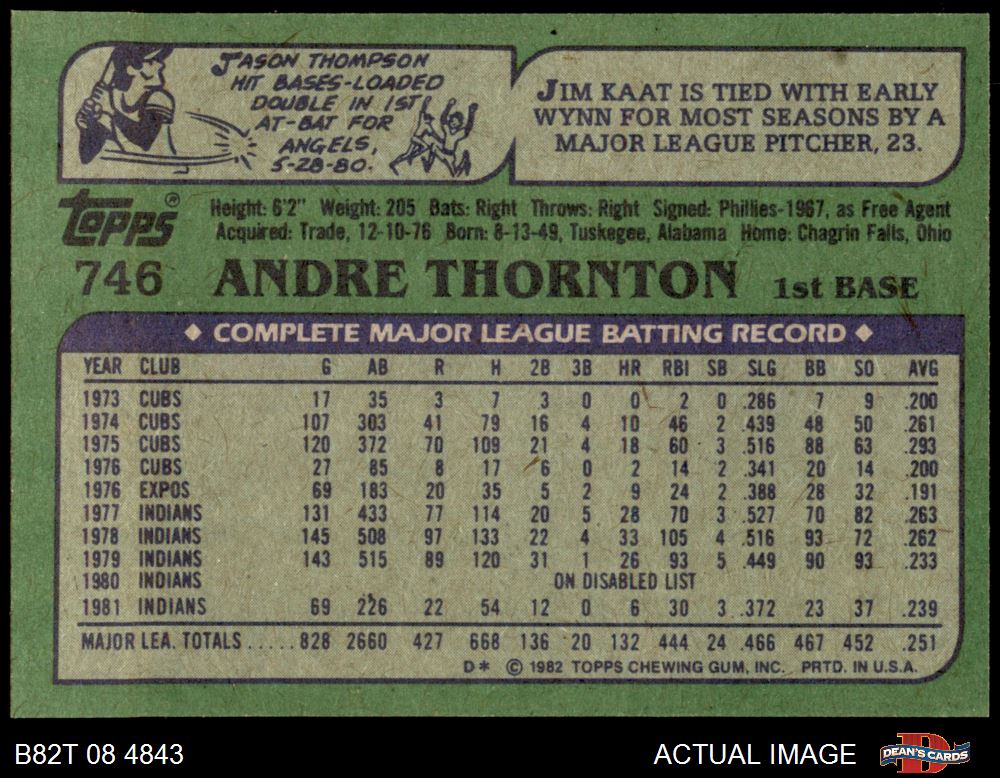 JASON THOMPSON
HIT BASES-LOADED
DOUBLE IN 1ST
AT-BAT FOR
ANGELS,
5-28-80.
JIM KAAT IS TIED WITH EARLY
WYNN FOR MOST SEASONS BY A
MAJOR LEAGUE PITCHER, 23.
topps®
Height: 6'2" Weight: 205 Bats: Right Throws: Right Signed: Phillies-1967, as Free Agent
Acquired: Trade, 12-10-76 Born: 8-13-49, Tuskegee, Alabama Home: Chagrin Falls, Ohio
746 ANDRE THORNTON 1st BASE
◆ COMPLETE MAJOR LEAGUE BATTING RECORD ◆
YEAR CLUB G AB R H 2B 3B HR RBI SB SLG BB SO AVG
1973 CUBS 17 35 3 7 3 0 0 2 0 .286 7 9 .200
1974 CUBS 107 303 41 79 16 4 10 46 2 .439 48 50 .261
1975 CUBS 120 372 70 109 21 4 18 60 3 .516 88 63 .293
1976 CUBS 27 85 8 17 6 0 2 14 2 .341 20 14 .200
1976 EXPOS 69 183 20 35 5 2 9 24 2 .388 28 32 .191
1977 INDIANS 131 433 77 114 20 5 28 70 3 .527 70 82 .263
1978 INDIANS 145 508 97 133 22 4 33 105 4 .516 93 72 .262
1979 INDIANS 143 515 89 120 31 1 26 93 5 .449 90 93 .233
1980 INDIANS ON DISABLED LIST
1981 INDIANS 69 226 22 54 12 0 6 30 3 .372 23 37 .239
MAJOR LEA. TOTALS ..... 828 2660 427 668 136 20 132 444 24 .466 467 452 .251
D* © 1982 TOPPS CHEWING GUM, INC. PRTD. IN U.S.A.
B82T 08 4843
ACTUAL IMAGE
D
DEAN'S CARDS